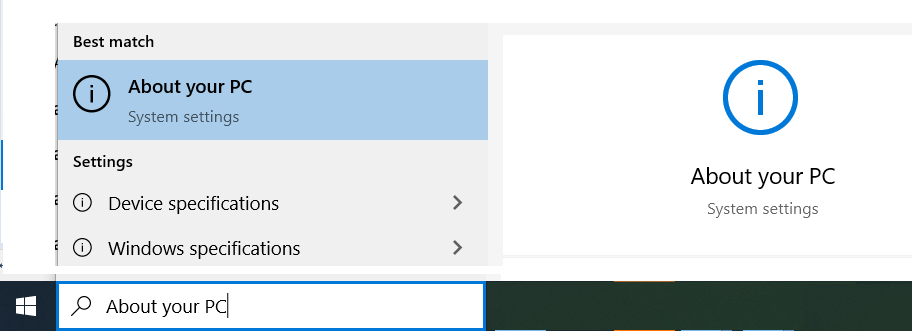 Best match
About your PC
System settings
Settings
Device specifications
Windows specifications
About your PC
System settings
About your PC